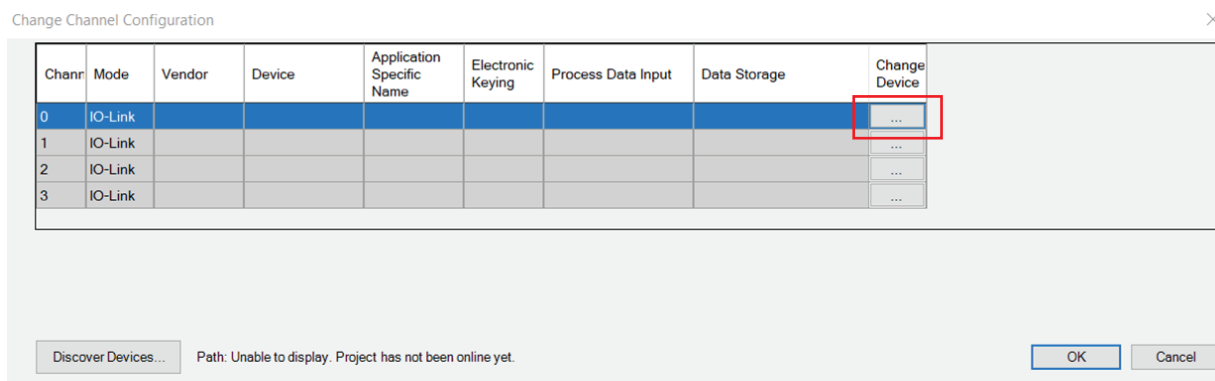 Change Channel Configuration
Chanr Mode Vendor Device Application Specific Name Electronic Keying Process Data Input Data Storage Change Device
0 IO-Link ...
1 IO-Link ...
2 IO-Link ...
3 IO-Link ...
Discover Devices... Path: Unable to display. Project has not been online yet. OK Cancel